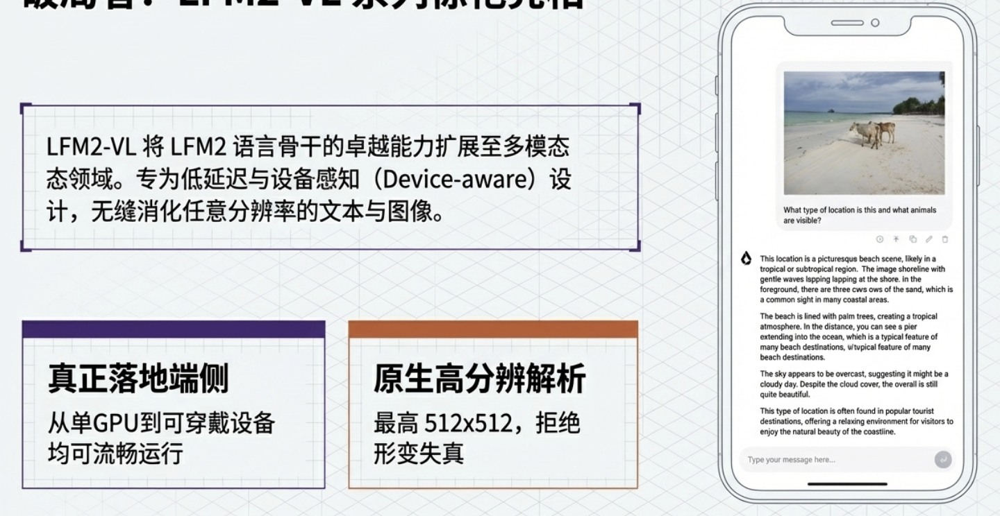 LFM2-VL 将 LFM2 语言骨干的卓越能力扩展至多模态
态领域。专为低延迟与设备感知（Device-aware）设
计，无缝消化任意分辨率的文本与图像。
真正落地端侧
从单GPU到可穿戴设备
均可流畅运行
原生高分辨解析
最高 512x512，拒绝
形变失真
What type of location is this and what animals
are visible?
This location is a picturesqus beach scene, likely in a
tropical or subtropical region. The image shoreline with
gentle waves lspping lapping at the shore. In the
foreground, there are three cws ows of the sand, which is
a common sight in many coastal areas.
The beach is lined with palm trees, creating a tropical
atmosphere. In the distance, you can see s pier
extending into the ocean, which is a typical feature of
many beach destinations, typical feature of many
beach destinations.
The sky appears to be overcast, suggesting it might be a
cloudy day. Despite the cloud cover, the overall is still
quite beautiful.
This type of location is often found in popular tourist
destinations, offering a relaxing environment for visitors to
enjoy the natural beauty of the coastline.
Type your message here...